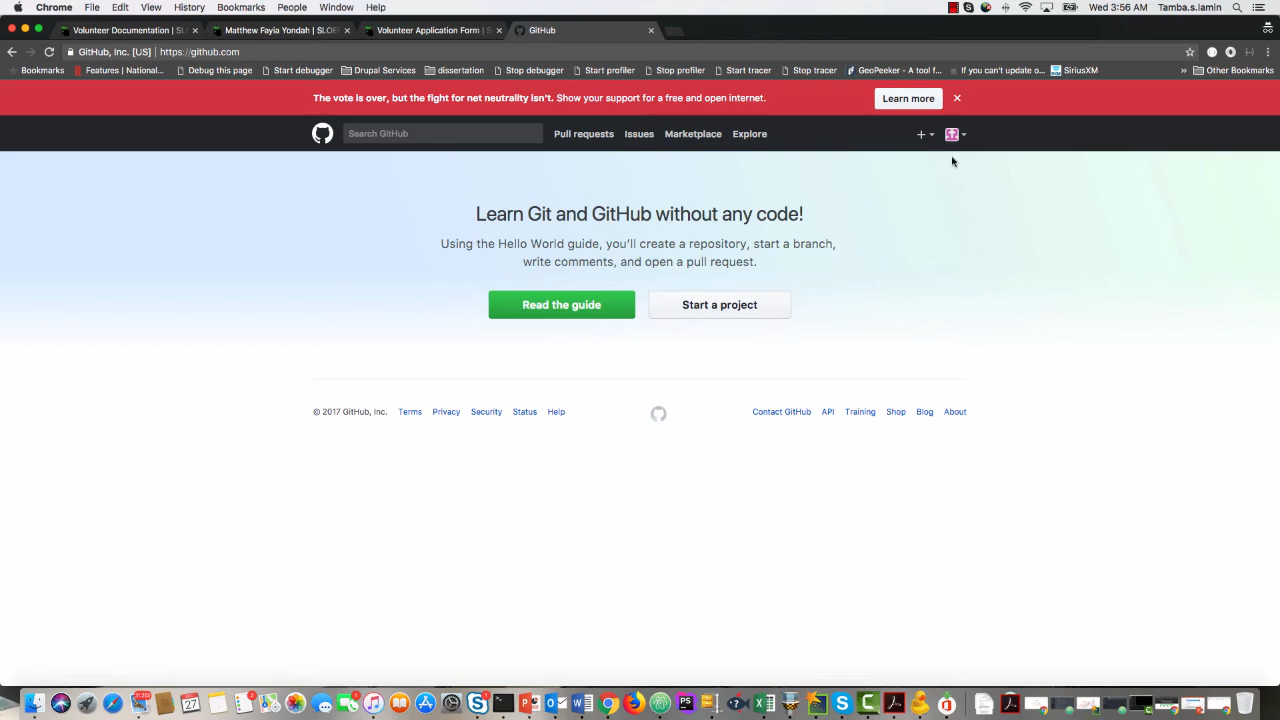 Chrome File Edit View History Bookmarks People Window Help
Wed 3:56 AM Tamba.s.lamin
Volunteer Documentation | SL
Matthew Fayia Yondah | SLOE
Volunteer Application Form | S
GitHub
GitHub, Inc. [US] | https://github.com
Bookmarks Features | National... Debug this page Start debugger Drupal Services dissertation Stop debugger Start profiler Stop profiler Start tracer Stop tracer GeoPeeker - A tool f... If you can't update o... SiriusXM » Other Bookmarks
The vote is over, but the fight for net neutrality isn't. Show your support for a free and open internet.
Learn more
Search GitHub Pull requests Issues Marketplace Explore
Learn Git and GitHub without any code!
Using the Hello World guide, you'll create a repository, start a branch,
write comments, and open a pull request.
Read the guide Start a project
© 2017 GitHub, Inc. Terms Privacy Security Status Help Contact GitHub API Training Shop Blog About